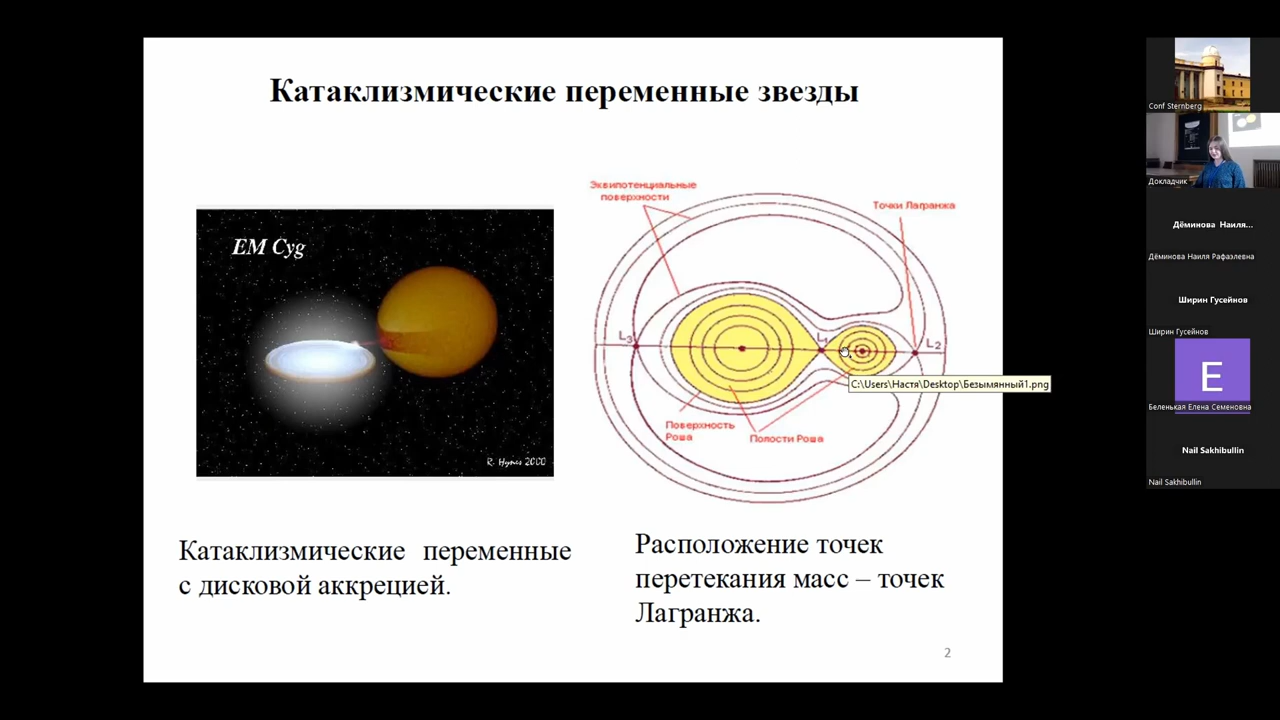 Катаклизмические переменные звезды
EM Cyg
R. Hynes 2000
Эквипотенциальные
поверхности
Точки Лагранжа
L3
L1
L2
C:\Users\Настя\Desktop\Безымянный1.png
Поверхность
Роша
Полости Роша
Катаклизмические переменные
с дисковой аккрецией.
Расположение точек
перетекания масс – точек
Лагранжа.
2
Conf Sternberg
Докладчик
Дёминова Наиля...
Дёминова Наиля Рафаэлевна
Ширин Гусейнов
Ширин Гусейнов
E
Беленькая Елена Семеновна
Nail Sakhibullin
Nail Sakhibullin